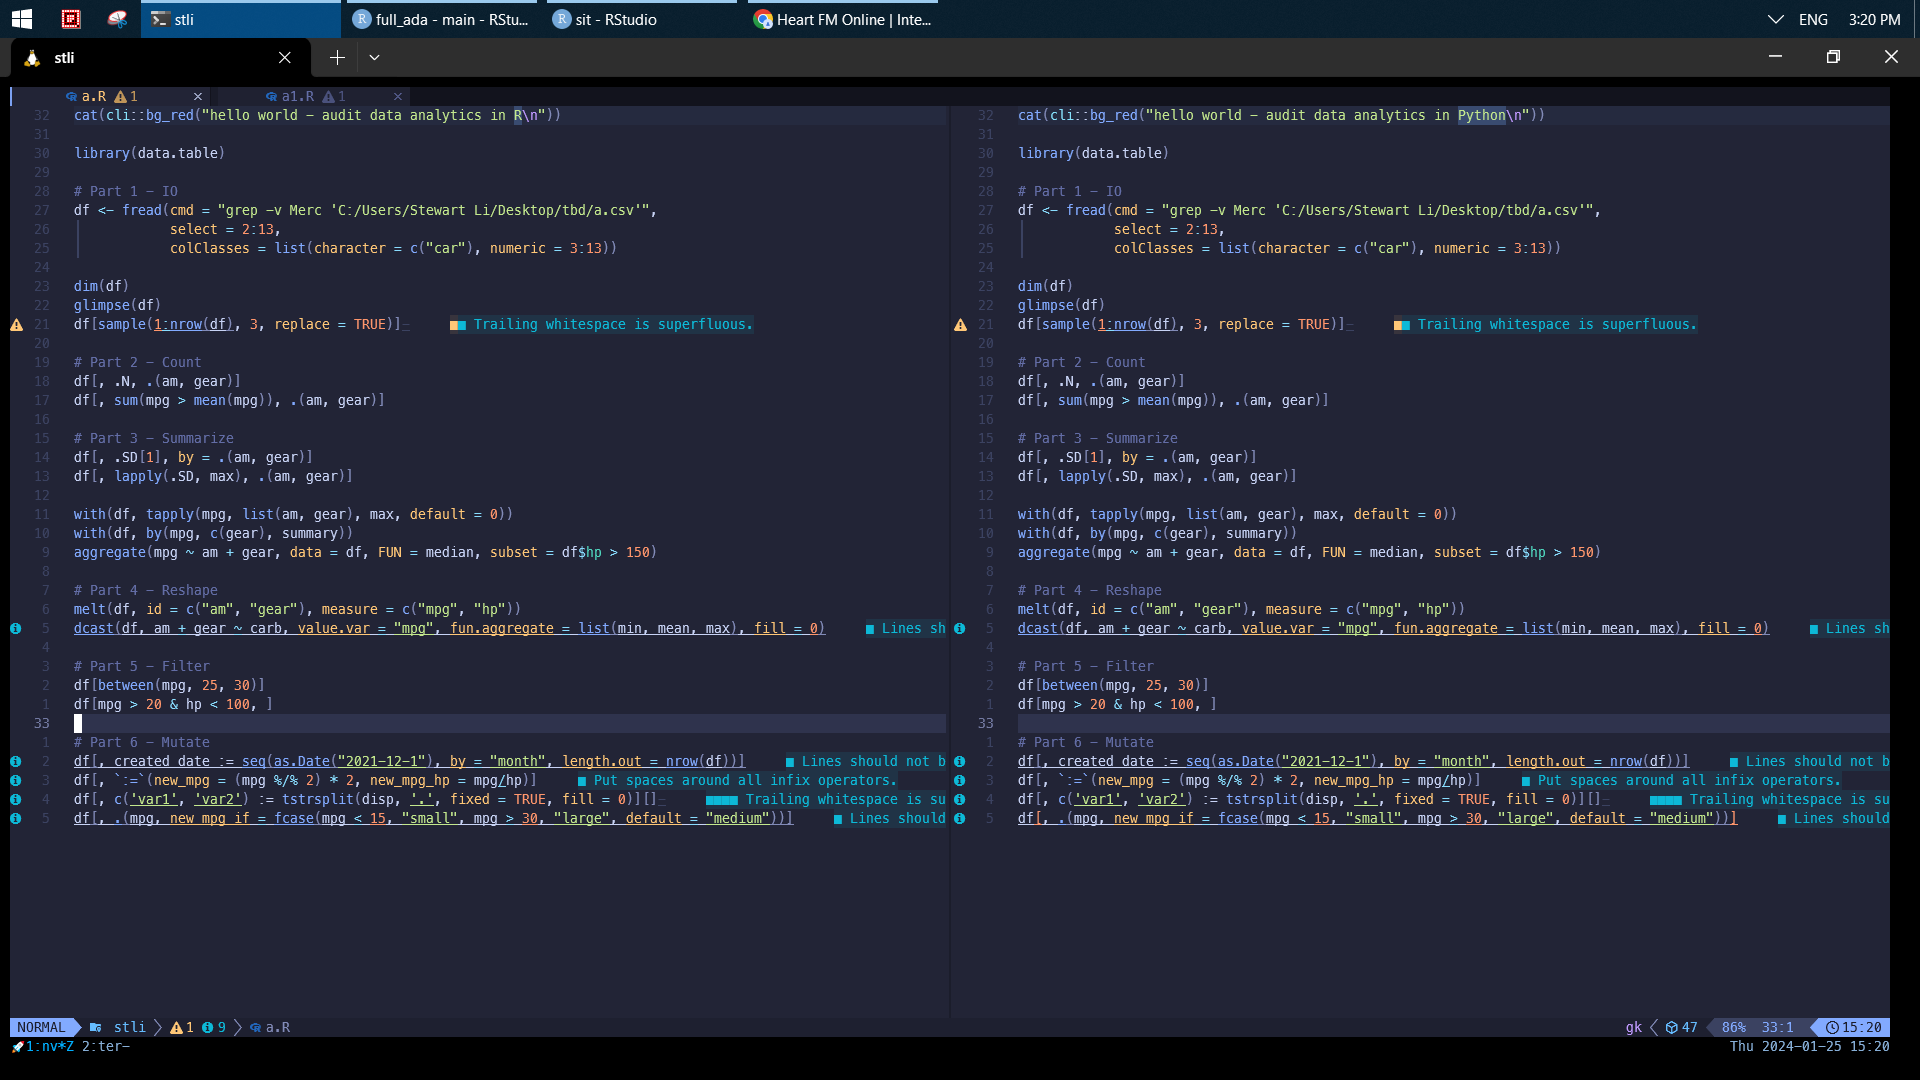 stli
full_ada - main - RStu...
sit - RStudio
Heart FM Online | Inte...
ENG
3:20 PM
stli
a.R 1
a1.R 1
32 cat(cli::bg_red("hello world - audit data analytics in R\n"))
31
30 library(data.table)
29
28 # Part 1 - IO
27 df <- fread(cmd = "grep -v Merc 'C:/Users/Stewart Li/Desktop/tbd/a.csv'",
26 select = 2:13,
25 colClasses = list(character = c("car"), numeric = 3:13))
24
23 dim(df)
22 glimpse(df)
21 df[sample(1:nrow(df), 3, replace = TRUE)]- ■■ Trailing whitespace is superfluous.
20
19 # Part 2 - Count
18 df[, .N, .(am, gear)]
17 df[, sum(mpg > mean(mpg)), .(am, gear)]
16
15 # Part 3 - Summarize
14 df[, .SD[1], by = .(am, gear)]
13 df[, lapply(.SD, max), .(am, gear)]
12
11 with(df, tapply(mpg, list(am, gear), max, default = 0))
10 with(df, by(mpg, c(gear), summary))
9 aggregate(mpg ~ am + gear, data = df, FUN = median, subset = df$hp > 150)
8
7 # Part 4 - Reshape
6 melt(df, id = c("am", "gear"), measure = c("mpg", "hp"))
5 dcast(df, am + gear ~ carb, value.var = "mpg", fun.aggregate = list(min, mean, max), fill = 0) ■ Lines sh
4
3 # Part 5 - Filter
2 df[between(mpg, 25, 30)]
1 df[mpg > 20 & hp < 100, ]
33
1 # Part 6 - Mutate
2 df[, created_date := seq(as.Date("2021-12-1"), by = "month", length.out = nrow(df))] ■ Lines should not b
3 df[, `:=`(new_mpg = (mpg %/% 2) * 2, new_mpg_hp = mpg/hp)] ■ Put spaces around all infix operators.
4 df[, c('var1', 'var2') := tstrsplit(disp, '.', fixed = TRUE, fill = 0)][]- ■■■■ Trailing whitespace is su
5 df[, .(mpg, new_mpg_if = fcase(mpg < 15, "small", mpg > 30, "large", default = "medium"))] ■ Lines should
32 cat(cli::bg_red("hello world - audit data analytics in Python\n"))
31
30 library(data.table)
29
28 # Part 1 - IO
27 df <- fread(cmd = "grep -v Merc 'C:/Users/Stewart Li/Desktop/tbd/a.csv'",
26 select = 2:13,
25 colClasses = list(character = c("car"), numeric = 3:13))
24
23 dim(df)
22 glimpse(df)
21 df[sample(1:nrow(df), 3, replace = TRUE)]- ■■ Trailing whitespace is superfluous.
20
19 # Part 2 - Count
18 df[, .N, .(am, gear)]
17 df[, sum(mpg > mean(mpg)), .(am, gear)]
16
15 # Part 3 - Summarize
14 df[, .SD[1], by = .(am, gear)]
13 df[, lapply(.SD, max), .(am, gear)]
12
11 with(df, tapply(mpg, list(am, gear), max, default = 0))
10 with(df, by(mpg, c(gear), summary))
9 aggregate(mpg ~ am + gear, data = df, FUN = median, subset = df$hp > 150)
8
7 # Part 4 - Reshape
6 melt(df, id = c("am", "gear"), measure = c("mpg", "hp"))
5 dcast(df, am + gear ~ carb, value.var = "mpg", fun.aggregate = list(min, mean, max), fill = 0) ■ Lines sh
4
3 # Part 5 - Filter
2 df[between(mpg, 25, 30)]
1 df[mpg > 20 & hp < 100, ]
33
1 # Part 6 - Mutate
2 df[, created_date := seq(as.Date("2021-12-1"), by = "month", length.out = nrow(df))] ■ Lines should not b
3 df[, `:=`(new_mpg = (mpg %/% 2) * 2, new_mpg_hp = mpg/hp)] ■ Put spaces around all infix operators.
4 df[, c('var1', 'var2') := tstrsplit(disp, '.', fixed = TRUE, fill = 0)][]- ■■■■ Trailing whitespace is su
5 df[, .(mpg, new_mpg_if = fcase(mpg < 15, "small", mpg > 30, "large", default = "medium"))] ■ Lines should
NORMAL stli 1 9 a.R gk 47 86% 33:1 15:20
1:nv*Z 2:ter- Thu 2024-01-25 15:20